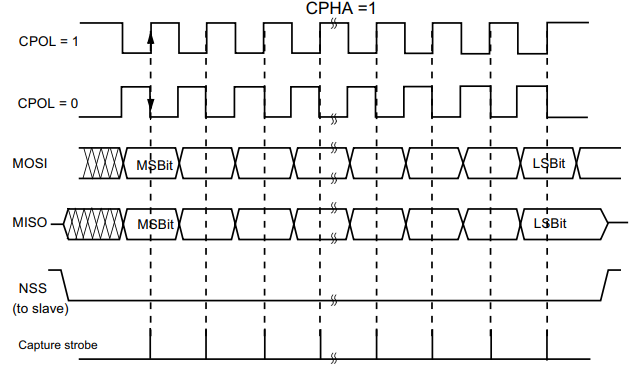 CPHA =1
CPOL = 1
CPOL = 0
MOSI
MSBit
LSBit
MISO
MSBit
LSBit
NSS
(to slave)
Capture strobe